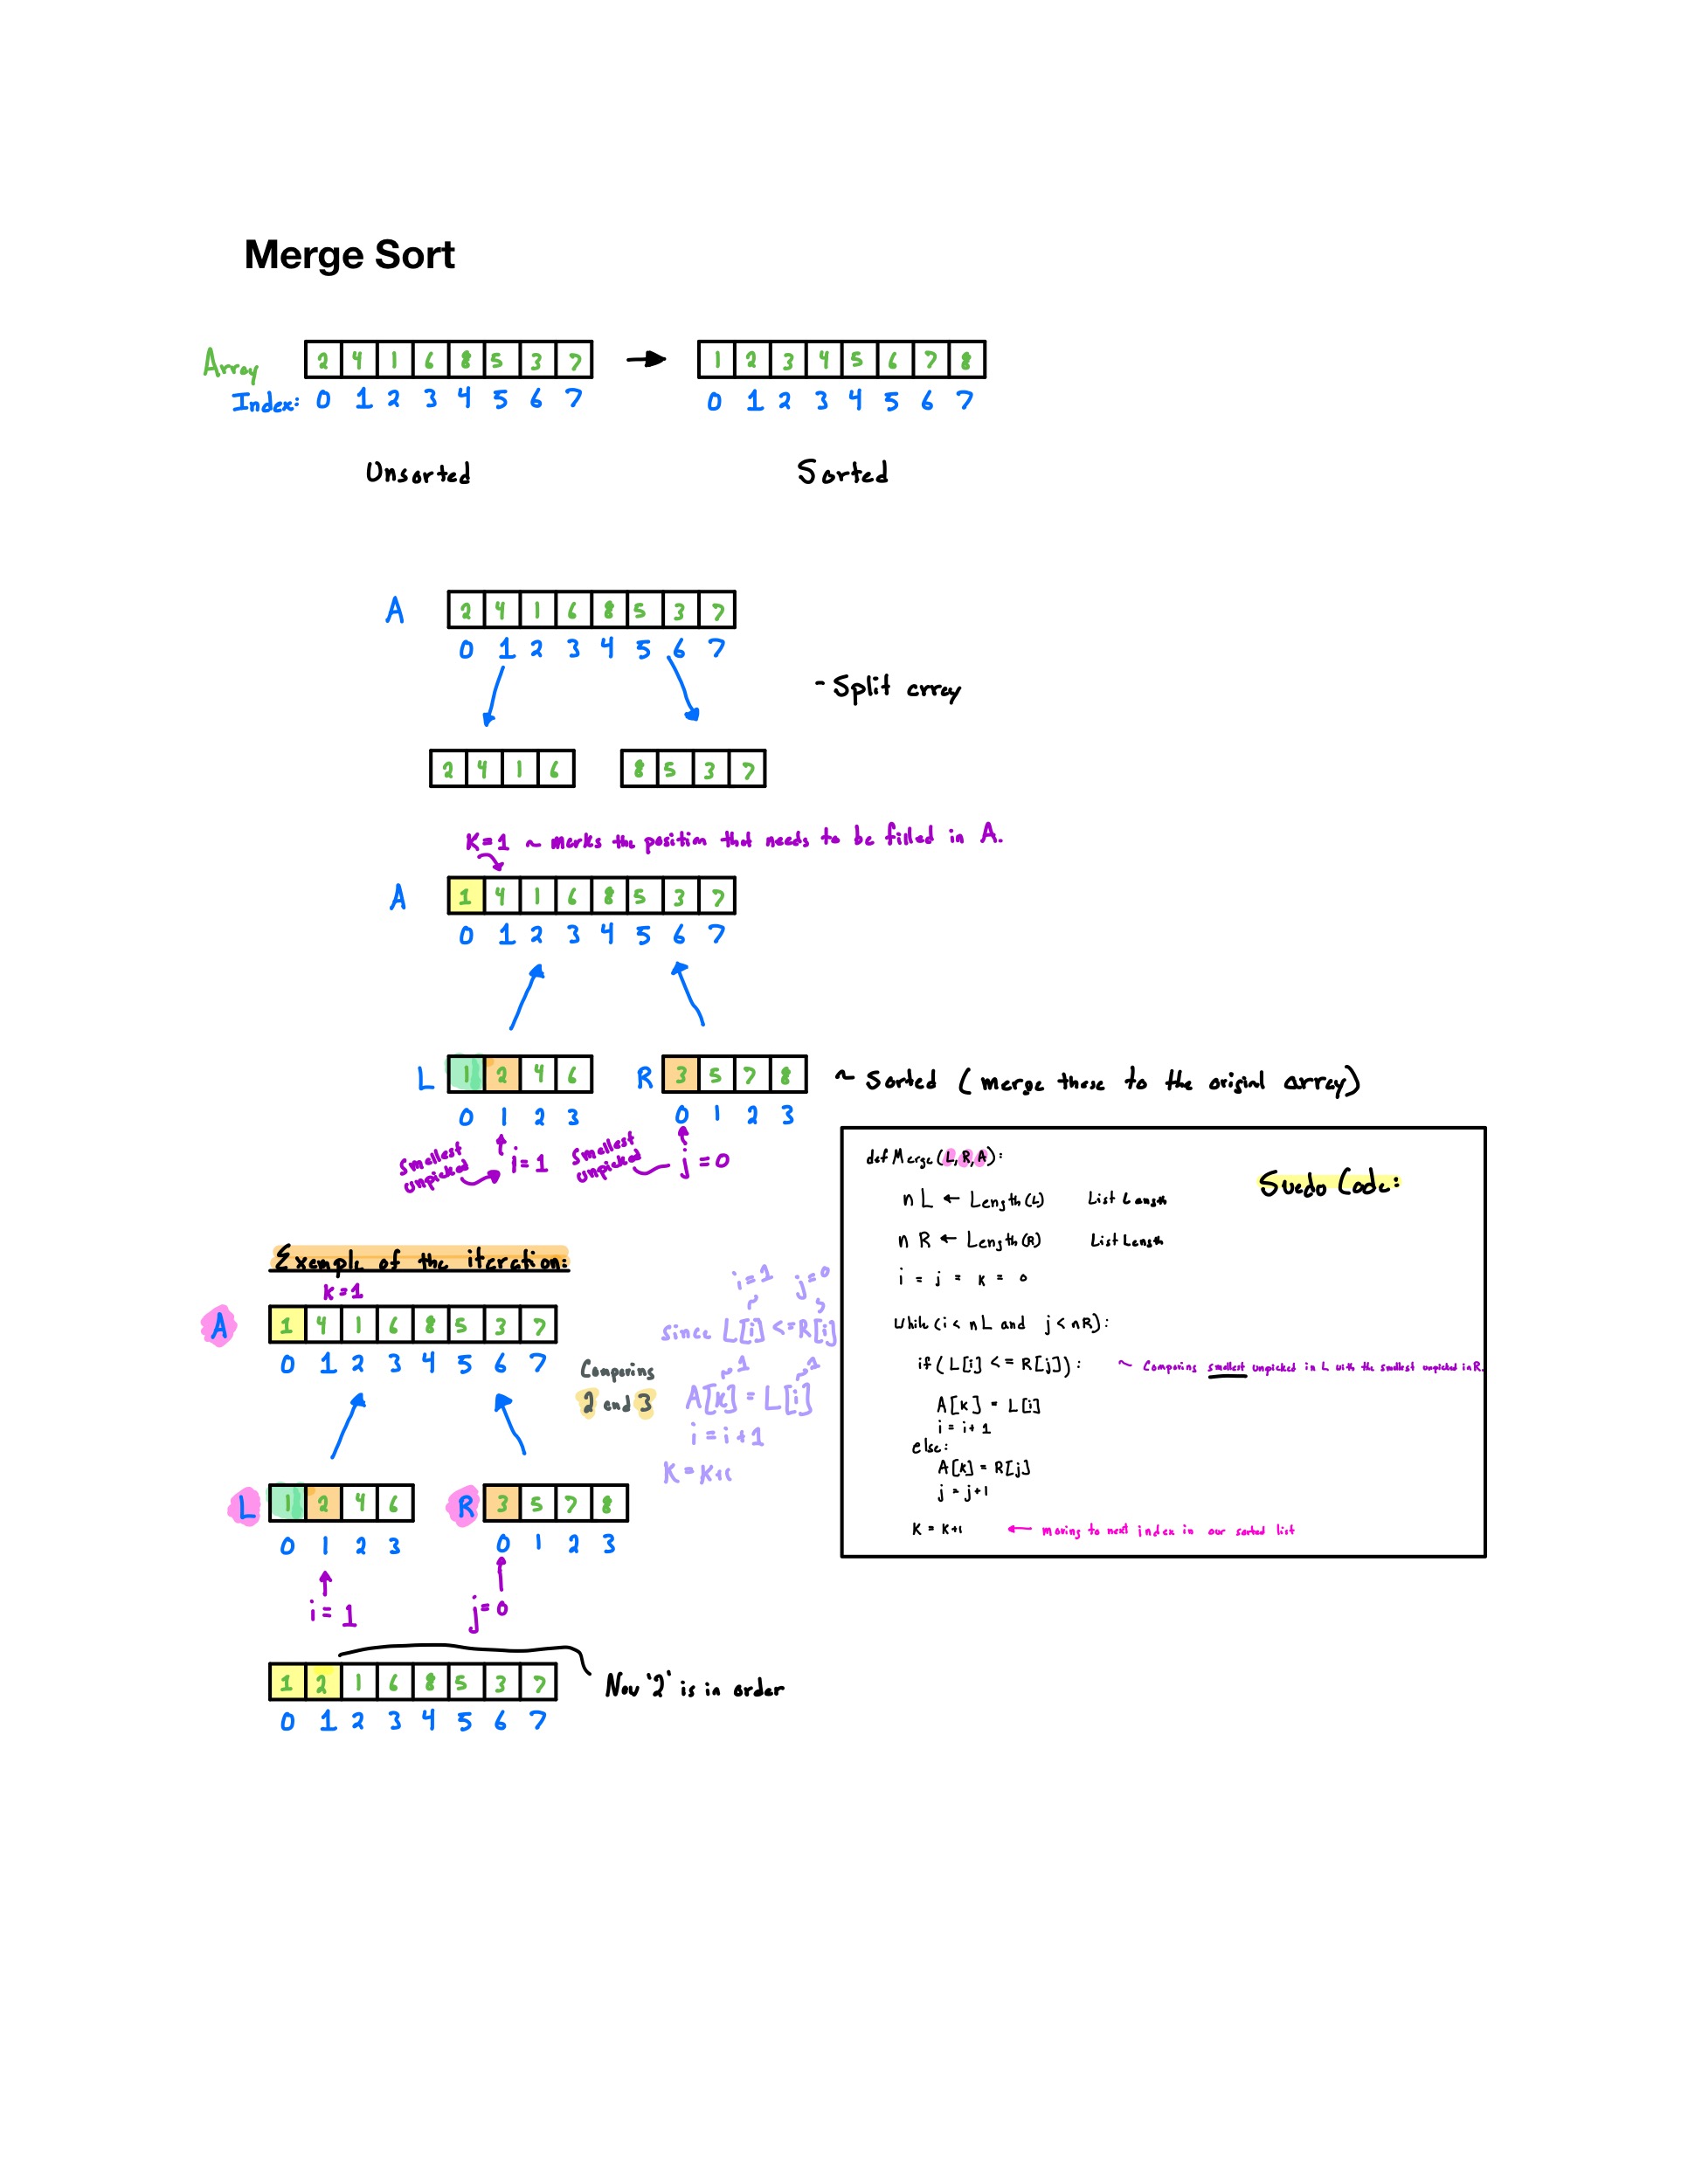 Merge Sort
Array 2 4 1 6 8 5 3 7 → 1 2 3 4 5 6 7 8
Index: 0 1 2 3 4 5 6 7 0 1 2 3 4 5 6 7
Unsorted Sorted
A 2 4 1 6 8 5 3 7
0 1 2 3 4 5 6 7
- Split array
2 4 1 6 8 5 3 7
K=1 ~ marks the position that needs to be filled in A.
A 1 4 1 6 8 5 3 7
0 1 2 3 4 5 6 7
L 1 2 4 6 R 3 5 7 8 ~ Sorted (merge these to the original array)
0 1 2 3 0 1 2 3
Smallest unpicked i=1 Smallest unpicked j=0
def Merge(L,R,A):
Suedo Code:
nL ← Length(L) List Length
nR ← Length(R) List Length
i = j = k = 0
while(i < nL and j < nR):
if(L[i] <= R[j]): ~ Comparing smallest unpicked in L with the smallest unpicked in R.
A[k] = L[i]
i = i+1
else:
A[k] = R[j]
j = j+1
K = K+1 ← moving to next index in our sorted list
Example of the iteration:
K=1
A 1 4 1 6 8 5 3 7
0 1 2 3 4 5 6 7
Comparing
2 and 3
i=1 j=0
since L[i] <=R[j]
1 1
A[k] = L[i]
i = i+1
K = K+1
L 1 2 4 6 R 3 5 7 8
0 1 2 3 0 1 2 3
i=1 j=0
1 2 1 6 8 5 3 7 Now '2' is in order
0 1 2 3 4 5 6 7